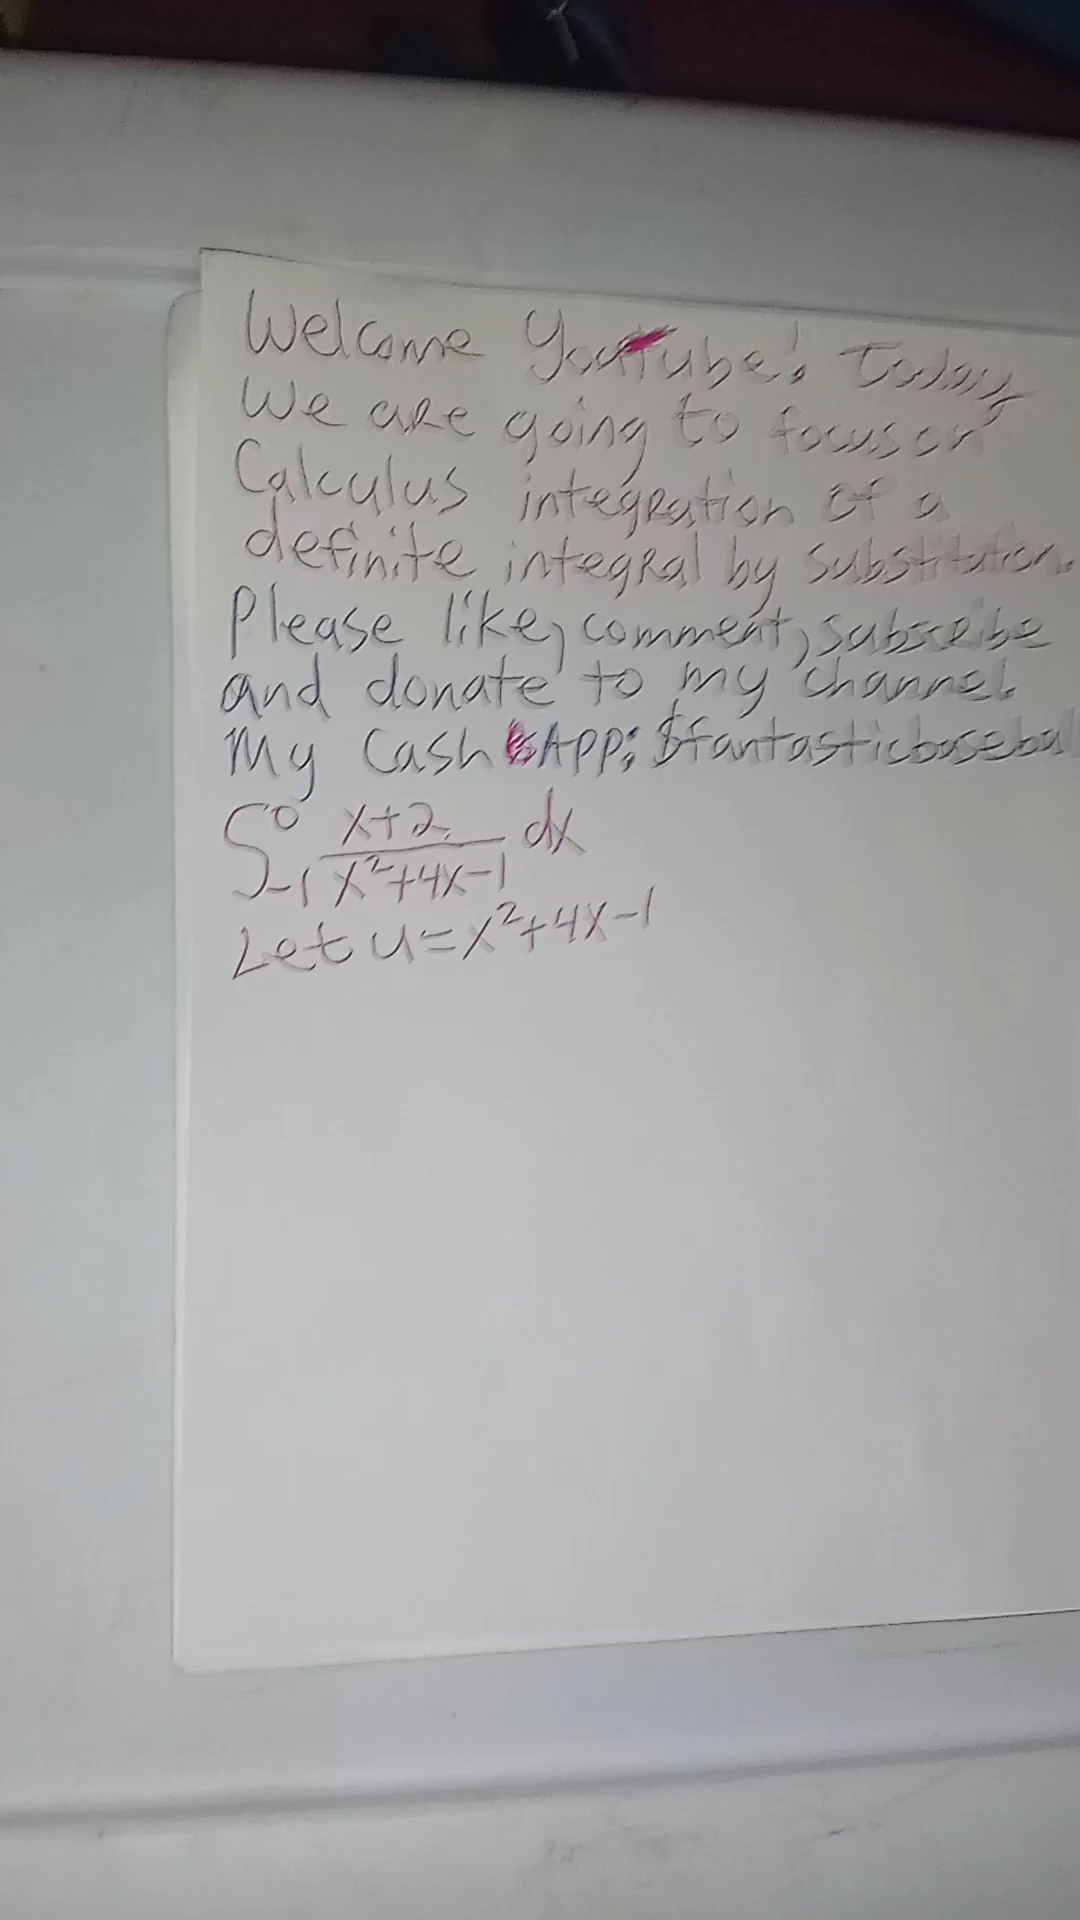 Welcome YouTube! Today
We are going to focus on
Calculus integration of a
definite integral by substitution.
Please like, comment, subscribe
and donate to my channel.
My Cash App: $fantasticbasebal
∫₋₁⁰ (x+2)/(x²+4x-1) dx
Let u=x²+4x-1